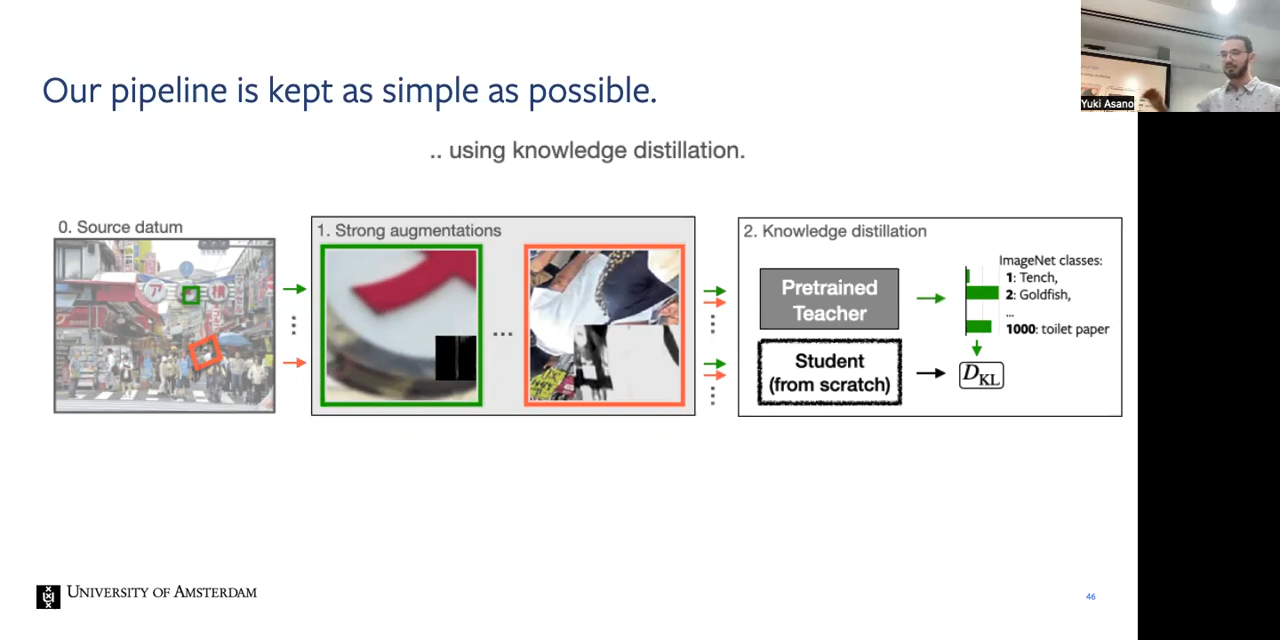 Our pipeline is kept as simple as possible.
.. using knowledge distillation.
Yuki Asano
0. Source datum
ア
横
1. Strong augmentations
2. Knowledge distillation
Pretrained
Teacher
Student
(from scratch)
ImageNet classes:
1: Tench,
2: Goldfish,
...
1000: toilet paper
DKL
UNIVERSITY OF AMSTERDAM
46